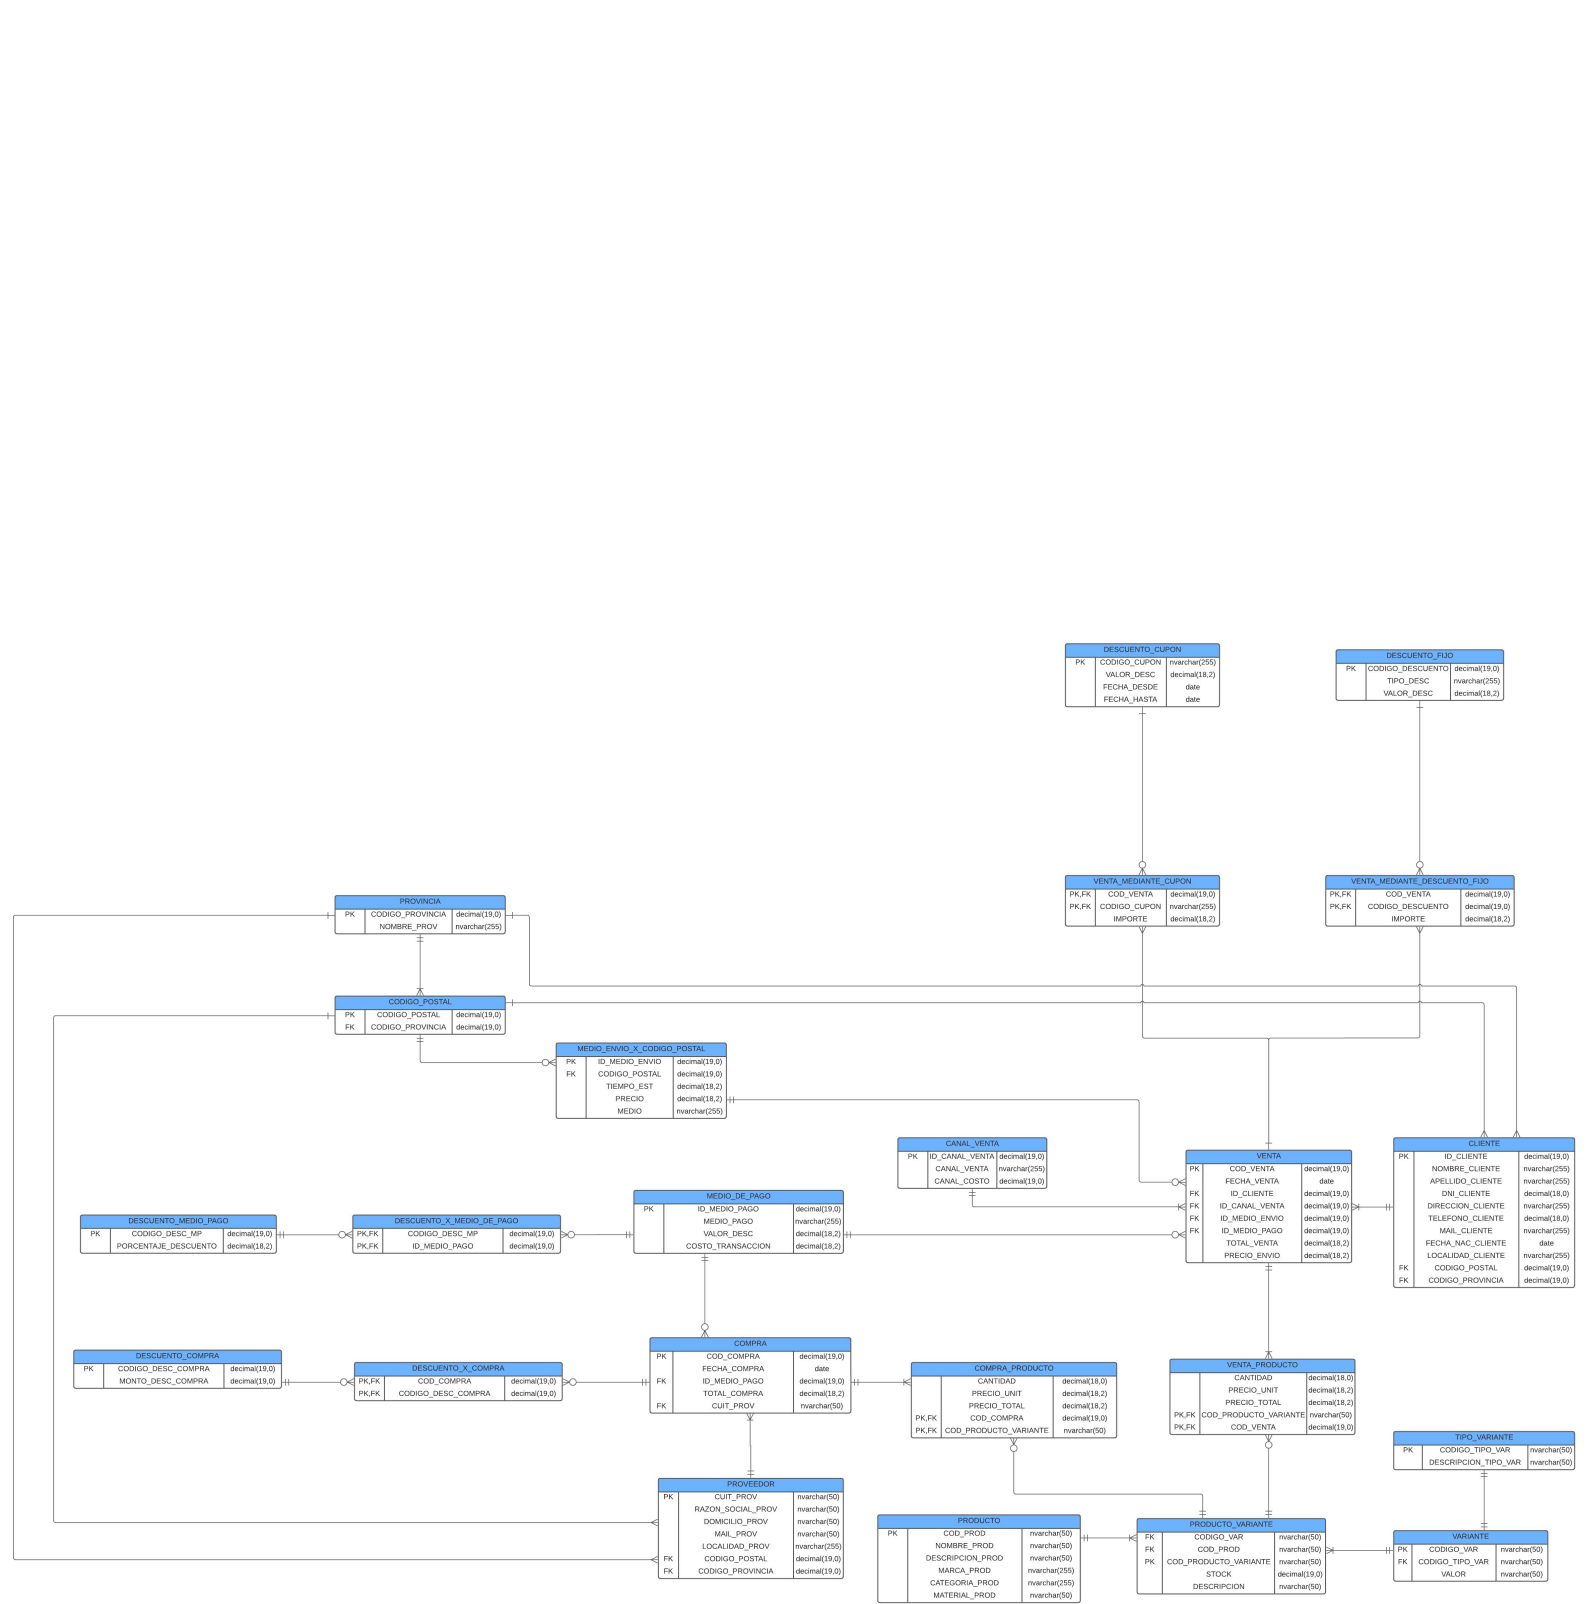 DESCUENTO_CUPON
PK CODIGO_CUPON nvarchar(255)
VALOR_DESC decimal(18,2)
FECHA_DESDE date
FECHA_HASTA date
DESCUENTO_FIJO
PK CODIGO_DESCUENTO decimal(19,0)
TIPO_DESC nvarchar(255)
VALOR_DESC decimal(18,2)
VENTA_MEDIANTE_CUPON
PK,FK COD_VENTA decimal(19,0)
PK,FK CODIGO_CUPON nvarchar(255)
IMPORTE decimal(18,2)
VENTA_MEDIANTE_DESCUENTO_FIJO
PK,FK COD_VENTA decimal(19,0)
PK,FK CODIGO_DESCUENTO decimal(19,0)
IMPORTE decimal(18,2)
PROVINCIA
PK CODIGO_PROVINCIA decimal(19,0)
NOMBRE_PROV nvarchar(255)
CODIGO_POSTAL
PK CODIGO_POSTAL decimal(19,0)
FK CODIGO_PROVINCIA decimal(19,0)
MEDIO_ENVIO_X_CODIGO_POSTAL
PK ID_MEDIO_ENVIO decimal(19,0)
FK CODIGO_POSTAL decimal(19,0)
TIEMPO_EST decimal(18,2)
PRECIO decimal(18,2)
MEDIO nvarchar(255)
CANAL_VENTA
PK ID_CANAL_VENTA decimal(19,0)
CANAL_VENTA nvarchar(255)
CANAL_COSTO decimal(19,0)
VENTA
PK COD_VENTA decimal(19,0)
FECHA_VENTA date
FK ID_CLIENTE decimal(19,0)
FK ID_CANAL_VENTA decimal(19,0)
FK ID_MEDIO_ENVIO decimal(19,0)
FK ID_MEDIO_PAGO decimal(19,0)
TOTAL_VENTA decimal(18,2)
PRECIO_ENVIO decimal(18,2)
CLIENTE
PK ID_CLIENTE decimal(19,0)
NOMBRE_CLIENTE nvarchar(255)
APELLIDO_CLIENTE nvarchar(255)
DNI_CLIENTE decimal(18,0)
DIRECCION_CLIENTE nvarchar(255)
TELEFONO_CLIENTE decimal(18,0)
MAIL_CLIENTE nvarchar(255)
FECHA_NAC_CLIENTE date
LOCALIDAD_CLIENTE nvarchar(255)
FK CODIGO_POSTAL decimal(19,0)
FK CODIGO_PROVINCIA decimal(19,0)
DESCUENTO_MEDIO_PAGO
PK CODIGO_DESC_MP decimal(19,0)
PORCENTAJE_DESCUENTO decimal(18,2)
DESCUENTO_X_MEDIO_DE_PAGO
PK,FK CODIGO_DESC_MP decimal(19,0)
PK,FK ID_MEDIO_PAGO decimal(19,0)
MEDIO_DE_PAGO
PK ID_MEDIO_PAGO decimal(19,0)
MEDIO_PAGO nvarchar(255)
VALOR_DESC decimal(18,2)
COSTO_TRANSACCION decimal(18,2)
DESCUENTO_COMPRA
PK CODIGO_DESC_COMPRA decimal(19,0)
MONTO_DESC_COMPRA decimal(19,0)
DESCUENTO_X_COMPRA
PK,FK COD_COMPRA decimal(19,0)
PK,FK CODIGO_DESC_COMPRA decimal(19,0)
COMPRA
PK COD_COMPRA decimal(19,0)
FECHA_COMPRA date
FK ID_MEDIO_PAGO decimal(19,0)
TOTAL_COMPRA decimal(18,2)
FK CUIT_PROV nvarchar(50)
COMPRA_PRODUCTO
CANTIDAD decimal(18,0)
PRECIO_UNIT decimal(18,2)
PRECIO_TOTAL decimal(18,2)
PK,FK COD_COMPRA decimal(19,0)
PK,FK COD_PRODUCTO_VARIANTE nvarchar(50)
VENTA_PRODUCTO
CANTIDAD decimal(18,0)
PRECIO_UNIT decimal(18,2)
PRECIO_TOTAL decimal(18,2)
PK,FK COD_PRODUCTO_VARIANTE nvarchar(50)
PK,FK COD_VENTA decimal(19,0)
TIPO_VARIANTE
PK CODIGO_TIPO_VAR nvarchar(50)
DESCRIPCION_TIPO_VAR nvarchar(50)
PROVEEDOR
PK CUIT_PROV nvarchar(50)
RAZON_SOCIAL_PROV nvarchar(50)
DOMICILIO_PROV nvarchar(50)
MAIL_PROV nvarchar(50)
LOCALIDAD_PROV nvarchar(255)
FK CODIGO_POSTAL decimal(19,0)
FK CODIGO_PROVINCIA decimal(19,0)
PRODUCTO
PK COD_PROD nvarchar(50)
NOMBRE_PROD nvarchar(50)
DESCRIPCION_PROD nvarchar(50)
MARCA_PROD nvarchar(255)
CATEGORIA_PROD nvarchar(255)
MATERIAL_PROD nvarchar(50)
PRODUCTO_VARIANTE
FK CODIGO_VAR nvarchar(50)
FK COD_PROD nvarchar(50)
PK COD_PRODUCTO_VARIANTE nvarchar(50)
STOCK decimal(19,0)
DESCRIPCION nvarchar(50)
VARIANTE
PK CODIGO_VAR nvarchar(50)
FK CODIGO_TIPO_VAR nvarchar(50)
VALOR nvarchar(50)